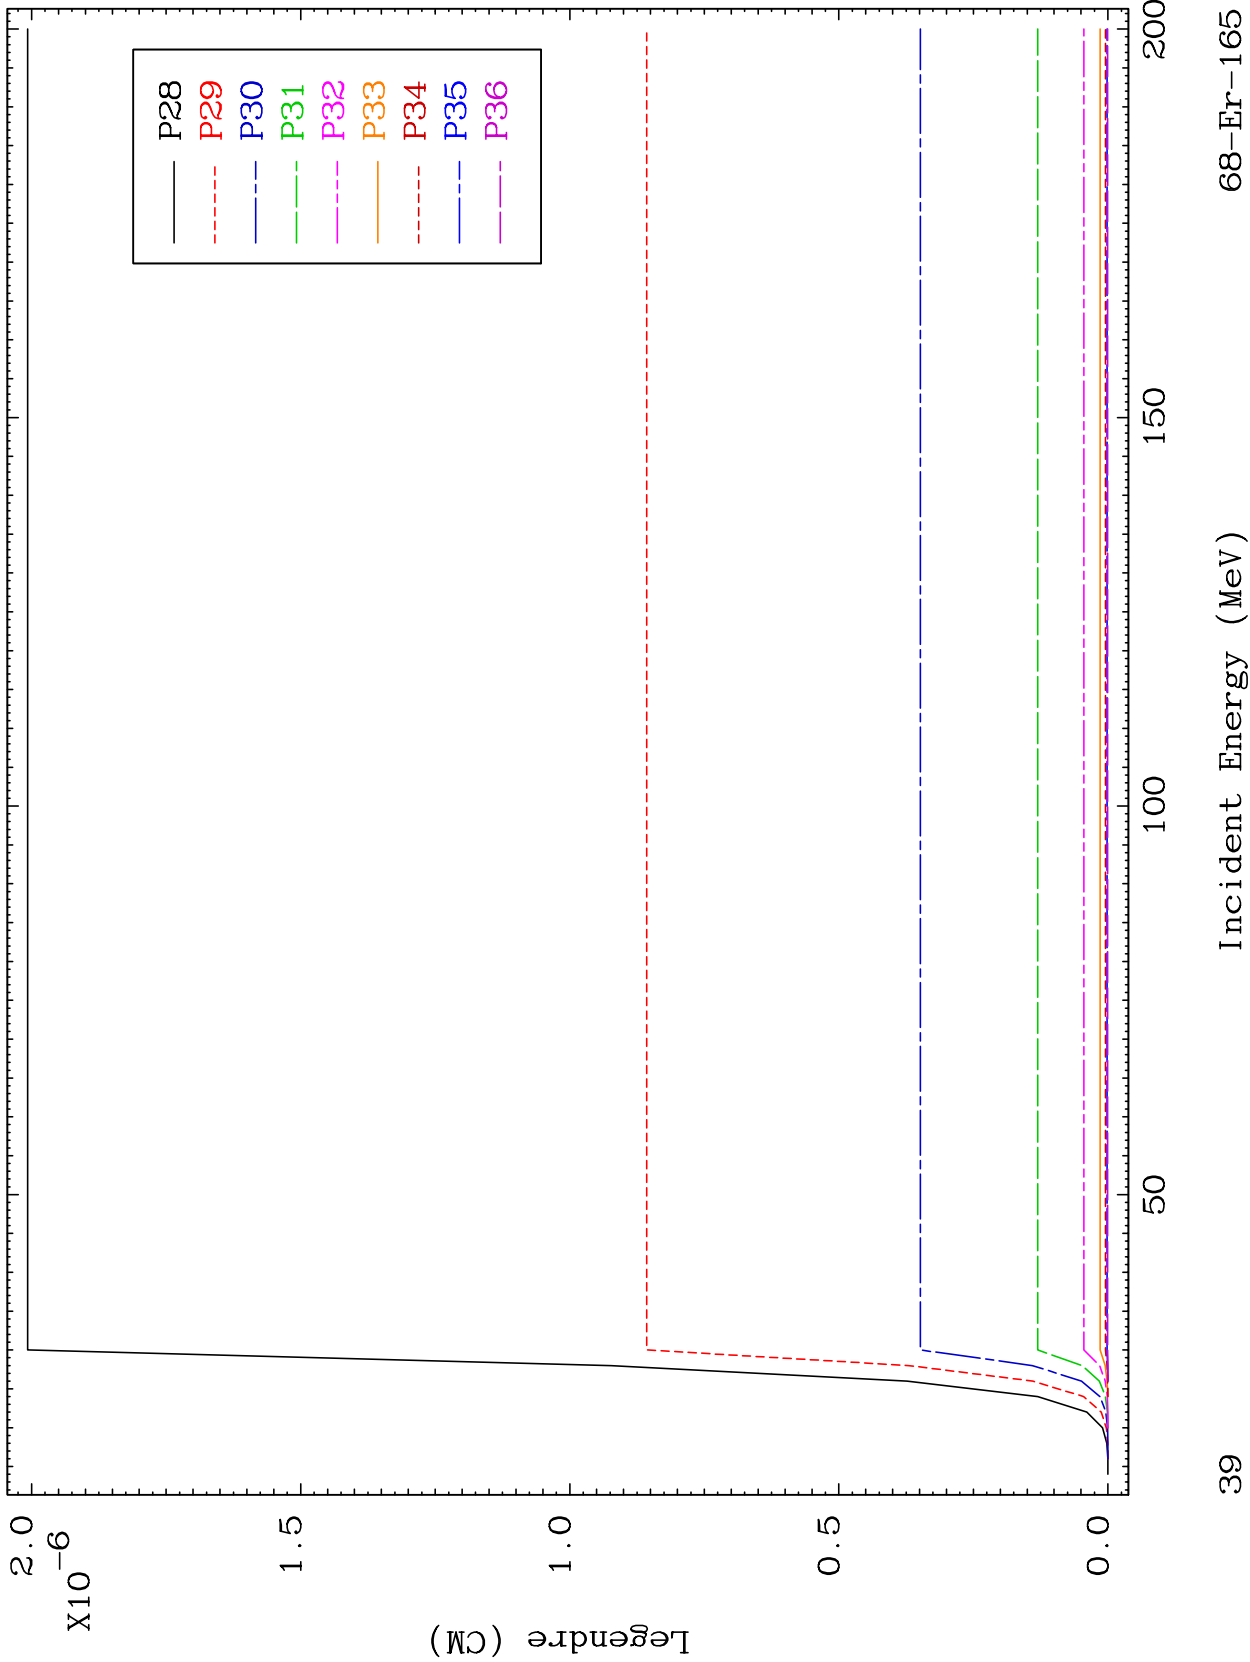 2.0
X10-6
1.5
1.0
0.5
0.0
Legendre (CM)
P28
P29
P30
P31
P32
P33
P34
P35
P36
50
100
150
200
Incident Energy (MeV)
39
68-Er-165